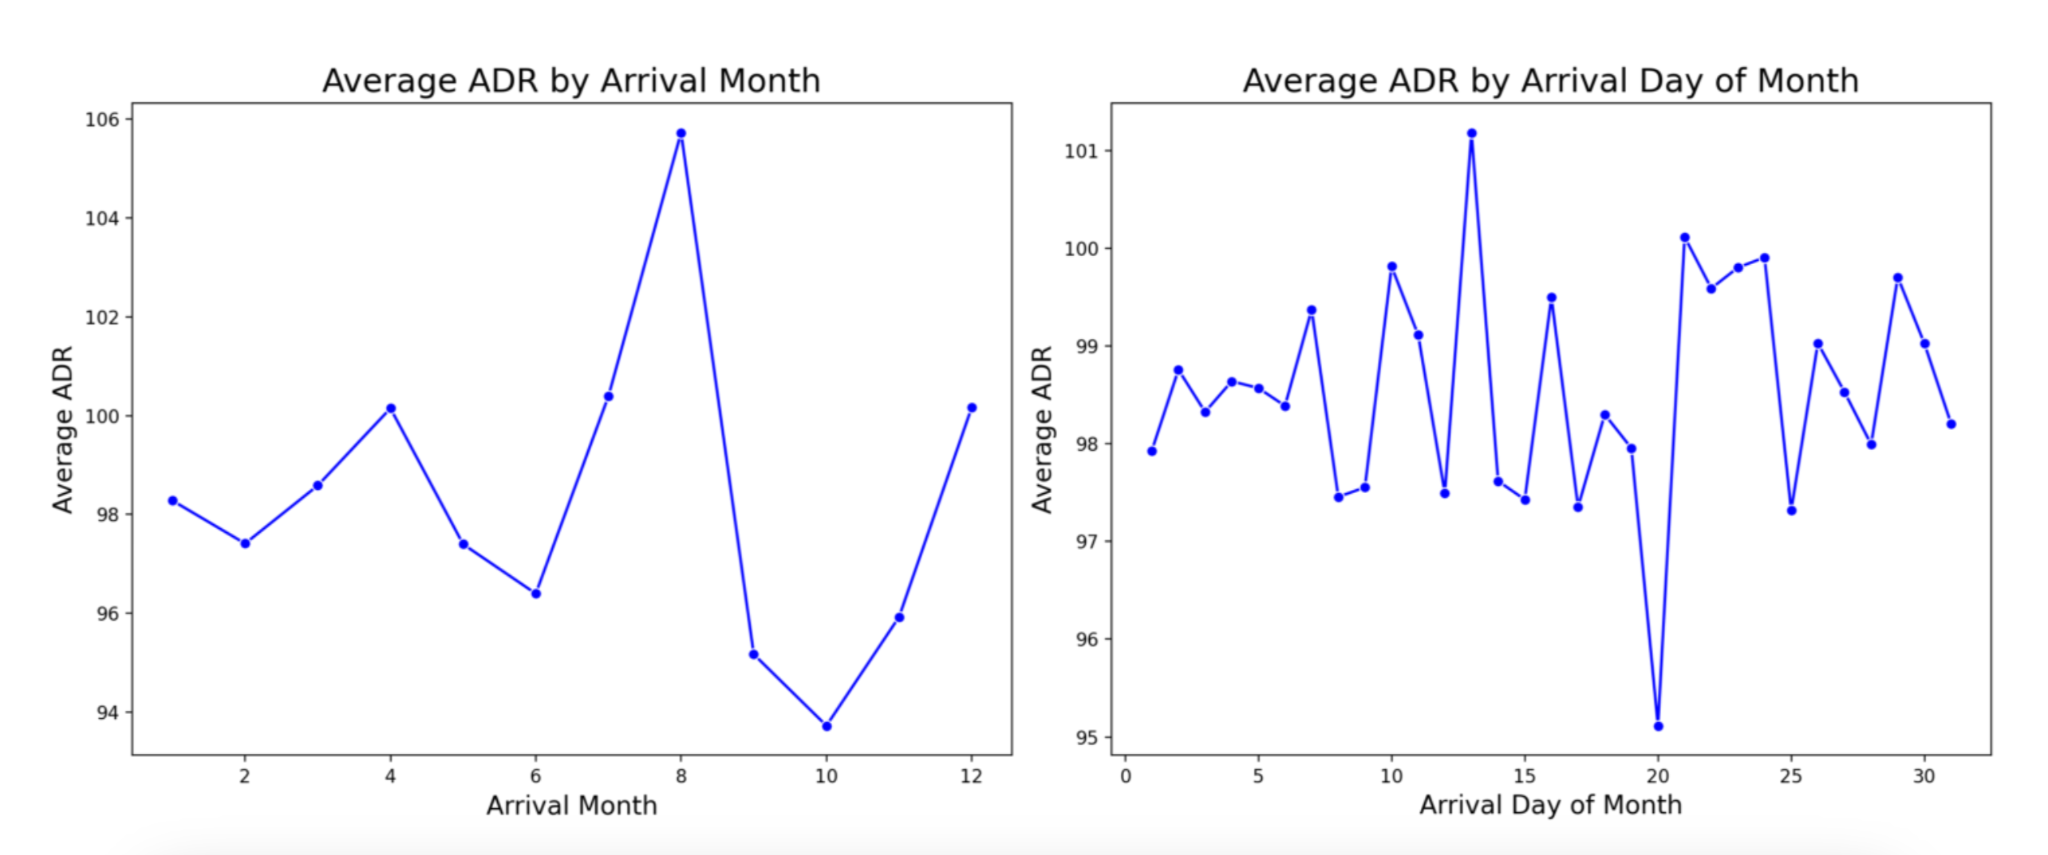 Average ADR by Arrival Month
106
104
102
100
98
96
94
Average ADR
2 4 6 8 10 12
Arrival Month
Average ADR by Arrival Day of Month
101
100
99
98
97
96
95
Average ADR
0 5 10 15 20 25 30
Arrival Day of Month